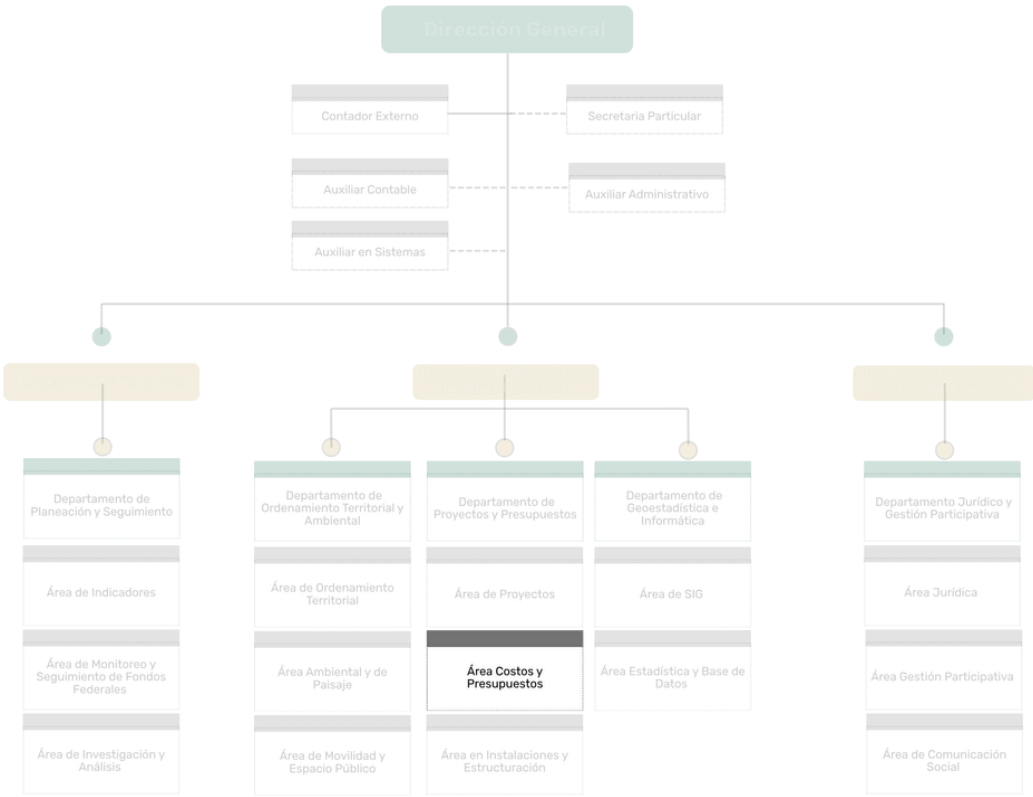 Dirección General
Contador Externo
Secretaria Particular
Auxiliar Contable
Auxiliar Administrativo
Auxiliar en Sistemas
Departamento de
Planeación y Seguimiento
Departamento de
Ordenamiento Territorial y
Ambiental
Departamento de
Proyectos y Presupuestos
Departamento de
Geoestadística e
Informática
Departamento Jurídico y
Gestión Participativa
Área de Indicadores
Área de Ordenamiento
Territorial
Área de Proyectos
Área de SIG
Área Jurídica
Área de Monitoreo y
Seguimiento de Fondos
Federales
Área Ambiental y de
Paisaje
Área Costos y
Presupuestos
Área Estadística y Base de
Datos
Área Gestión Participativa
Área de Investigación y
Análisis
Área de Movilidad y
Espacio Público
Área en Instalaciones y
Estructuración
Área de Comunicación
Social